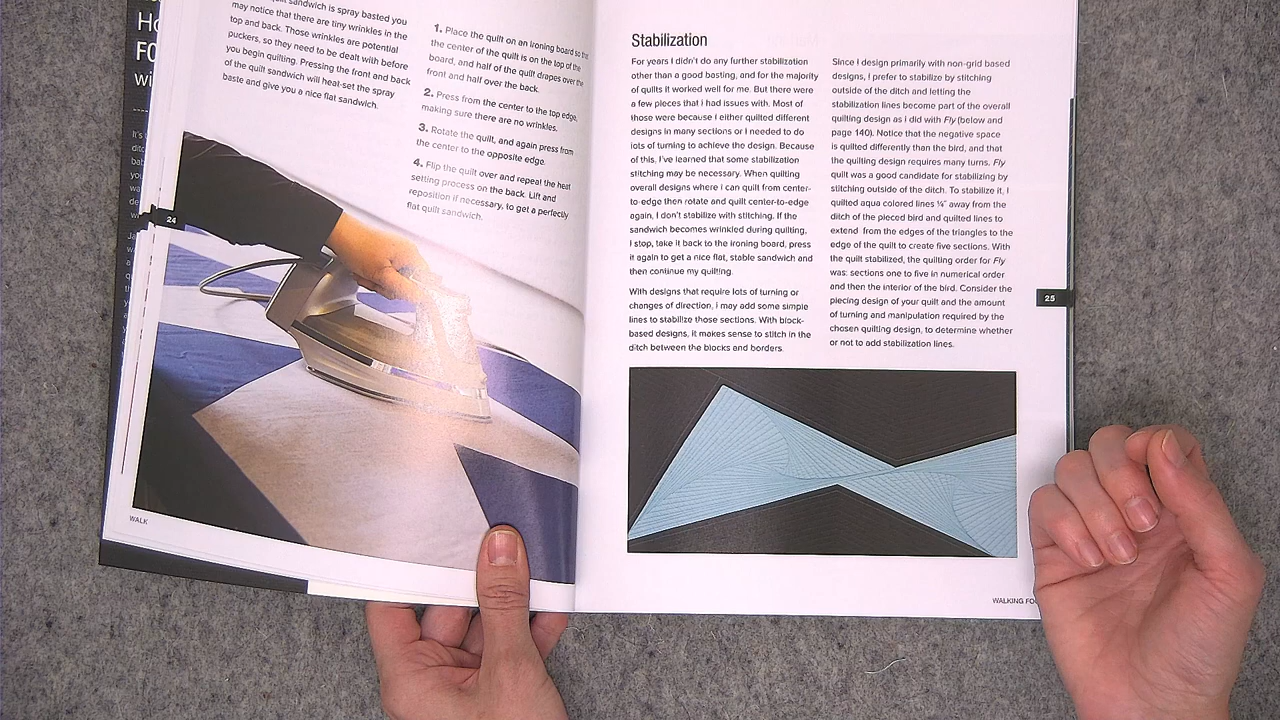 Ho
FO
wi
It's
ditc
bab
you
sandwich is spray basted you
may notice that there are tiny wrinkles in the
top and back. Those wrinkles are potential
puckers, so they need to be dealt with before
you begin quilting. Pressing the front and back
of the quilt sandwich will heat-set the spray
baste and give you a nice flat sandwich.
1. Place the quilt on an ironing board so that
the center of the quilt is on the top of the
board, and half of the quilt drapes over the
front and half over the back.
2. Press from the center to the top edge,
making sure there are no wrinkles.
3. Rotate the quilt, and again press from
the center to the opposite edge.
4. Flip the quilt over and repeat the heat
setting process on the back. Lift and
reposition if necessary, to get a perfectly
flat quilt sandwich.
24
WALK
Stabilization
For years I didn't do any further stabilization
other than a good basting, and for the majority
of quilts it worked well for me. But there were
a few pieces that I had issues with. Most of
those were because I either quilted different
designs in many sections or I needed to do
lots of turning to achieve the design. Because
of this, I've learned that some stabilization
stitching may be necessary. When quilting
overall designs where I can quilt from center-
to-edge then rotate and quilt center-to-edge
again, I don't stabilize with stitching. If the
sandwich becomes wrinkled during quilting,
I stop, take it back to the ironing board, press
it again to get a nice flat, stable sandwich and
then continue my quilting.
With designs that require lots of turning or
changes of direction, I may add some simple
lines to stabilize those sections. With block-
based designs, it makes sense to stitch in the
ditch between the blocks and borders.
Since I design primarily with non-grid based
designs, I prefer to stabilize by stitching
outside of the ditch and letting the
stabilization lines become part of the overall
quilting design as I did with Fly (below and
page 140). Notice that the negative space
is quilted differently than the bird, and that
the quilting design requires many turns. Fly
quilt was a good candidate for stabilizing by
stitching outside of the ditch. To stabilize it, I
quilted aqua colored lines ¼" away from the
ditch of the pieced bird and quilted lines to
extend from the edges of the triangles to the
edge of the quilt to create five sections. With
the quilt stabilized, the quilting order for Fly
was: sections one to five in numerical order
and then the interior of the bird. Consider the
piecing design of your quilt and the amount
of turning and manipulation required by the
chosen quilting design, to determine whether
or not to add stabilization lines.
25
WALKING FO